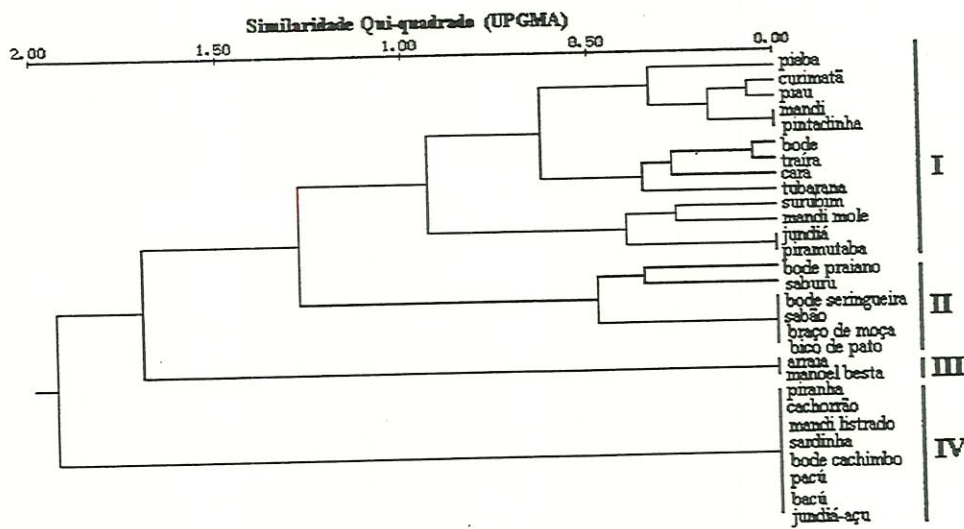 Similaridade Qui-quadrado (UPGMA)
2.00 1.50 1.00 0.50 0.00
piaba
curimatã
piau
mandi
pintadinha
bode
traíra
cará
tubarana
I
surubim
mandi mole
jundiá
piramutaba
bode praiano
saburú
bode seringueira
II
sabão
braço de moça
bico de pato
arraia
III
manoel besta
piranha
cachorrão
mandi listrado
sardinha
IV
bode cachimbo
pacú
bacú
jundiá-açu